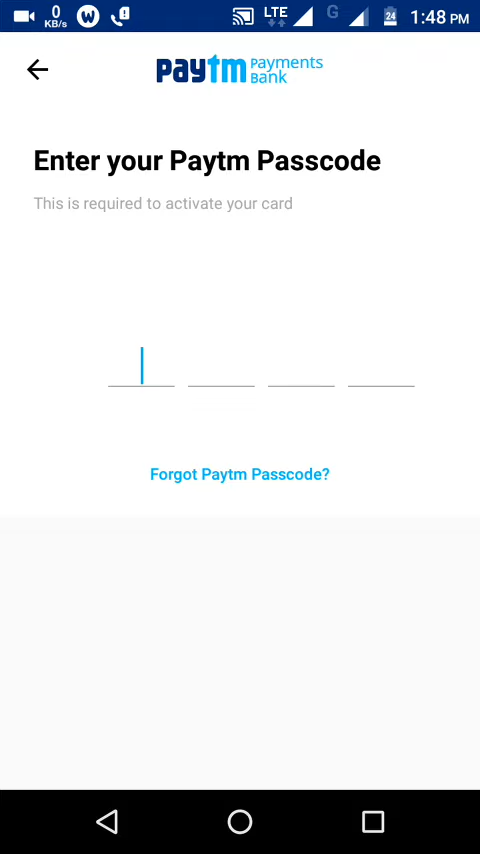 0 KB/s W LTE G 24 1:48 PM
paytm Payments Bank
Enter your Paytm Passcode
This is required to activate your card
Forgot Paytm Passcode?